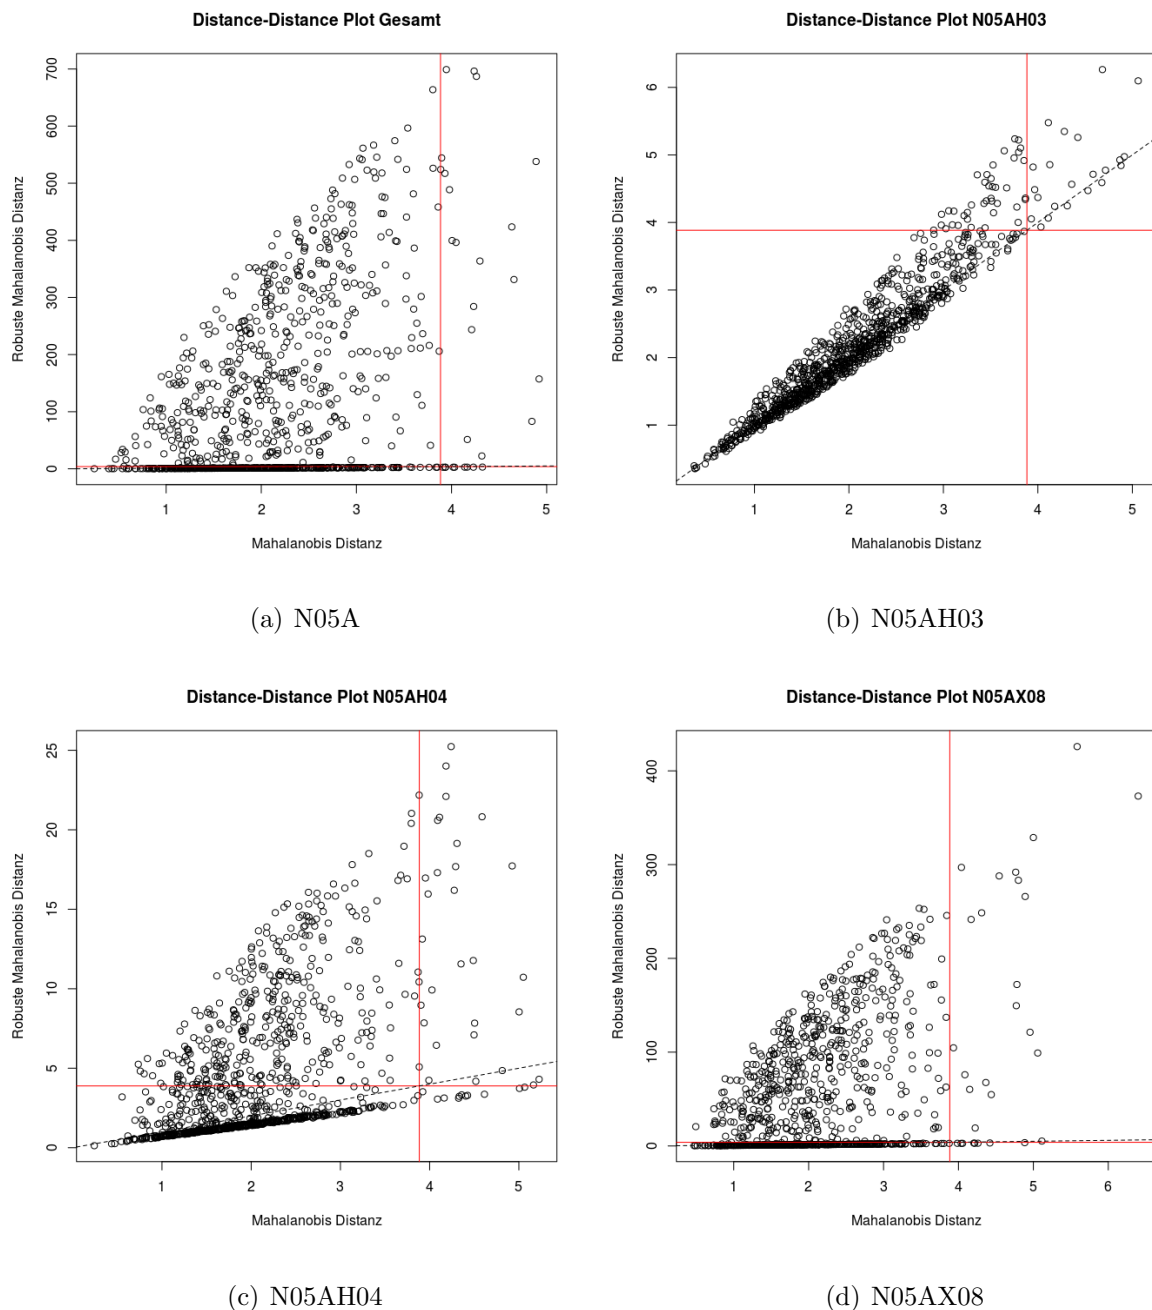 Distance-Distance Plot Gesamt
Robuste Mahalanobis Distanz
700
600
500
400
300
200
100
0
1 2 3 4 5
Mahalanobis Distanz
(a) N05A
Distance-Distance Plot N05AH03
Robuste Mahalanobis Distanz
6
5
4
3
2
1
1 2 3 4 5
Mahalanobis Distanz
(b) N05AH03
Distance-Distance Plot N05AH04
Robuste Mahalanobis Distanz
25
20
15
10
5
0
1 2 3 4 5
Mahalanobis Distanz
(c) N05AH04
Distance-Distance Plot N05AX08
Robuste Mahalanobis Distanz
400
300
200
100
0
1 2 3 4 5 6
Mahalanobis Distanz
(d) N05AX08